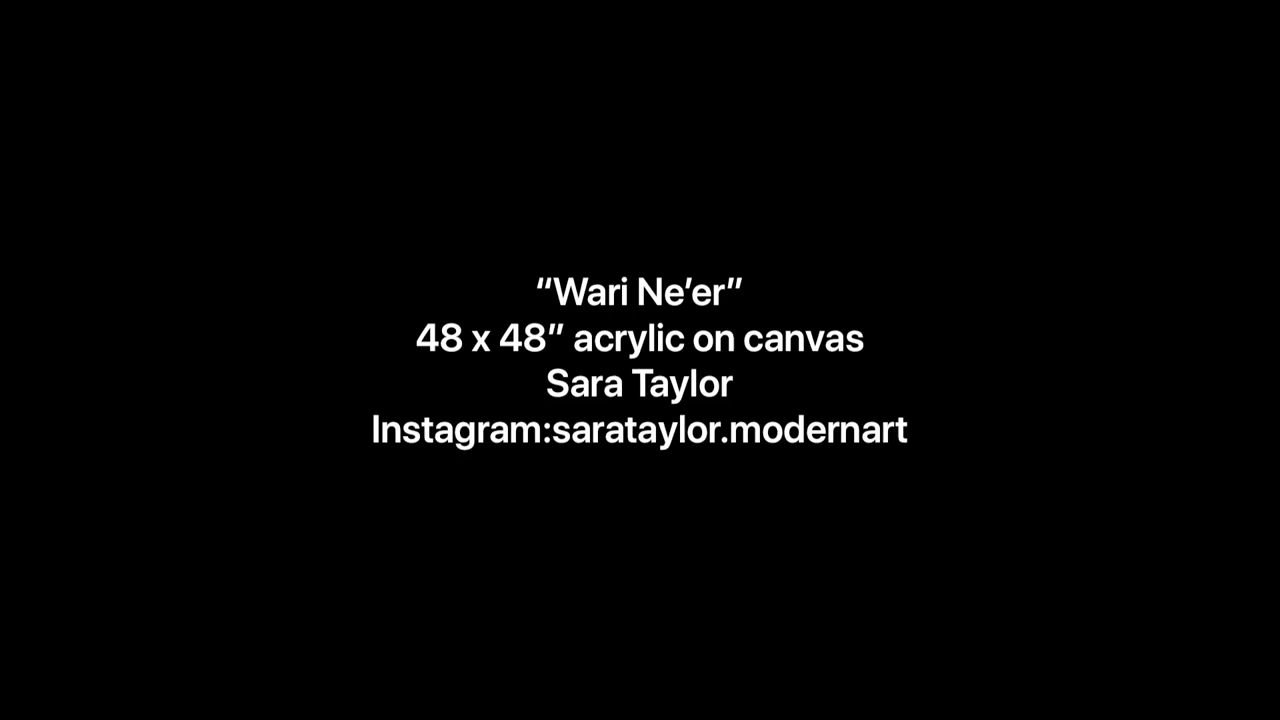 “Wari Ne’er”
48 x 48” acrylic on canvas
Sara Taylor
Instagram:sarataylor.modernart